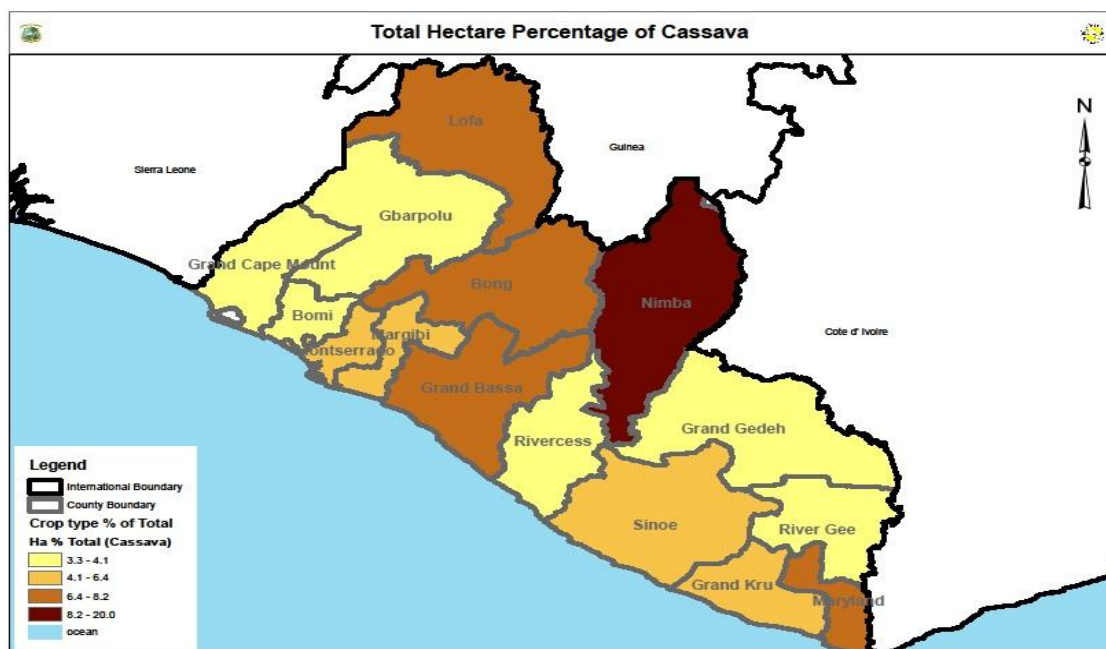 Total Hectare Percentage of Cassava
N
Lofa
Guinea
Sierra Leone
Gbarpolu
Grand Cape Mount
Bong
Nimba
Bomi
Margibi
Montserrado
Cote d' Ivoire
Grand Bassa
Rivercess
Grand Gedeh
Sinoe
River Gee
Grand Kru
Maryland
Legend
International Boundary
County Boundary
Crop type % of Total
Ha % Total (Cassava)
3.3 - 4.1
4.1 - 6.4
6.4 - 8.2
8.2 - 20.0
ocean